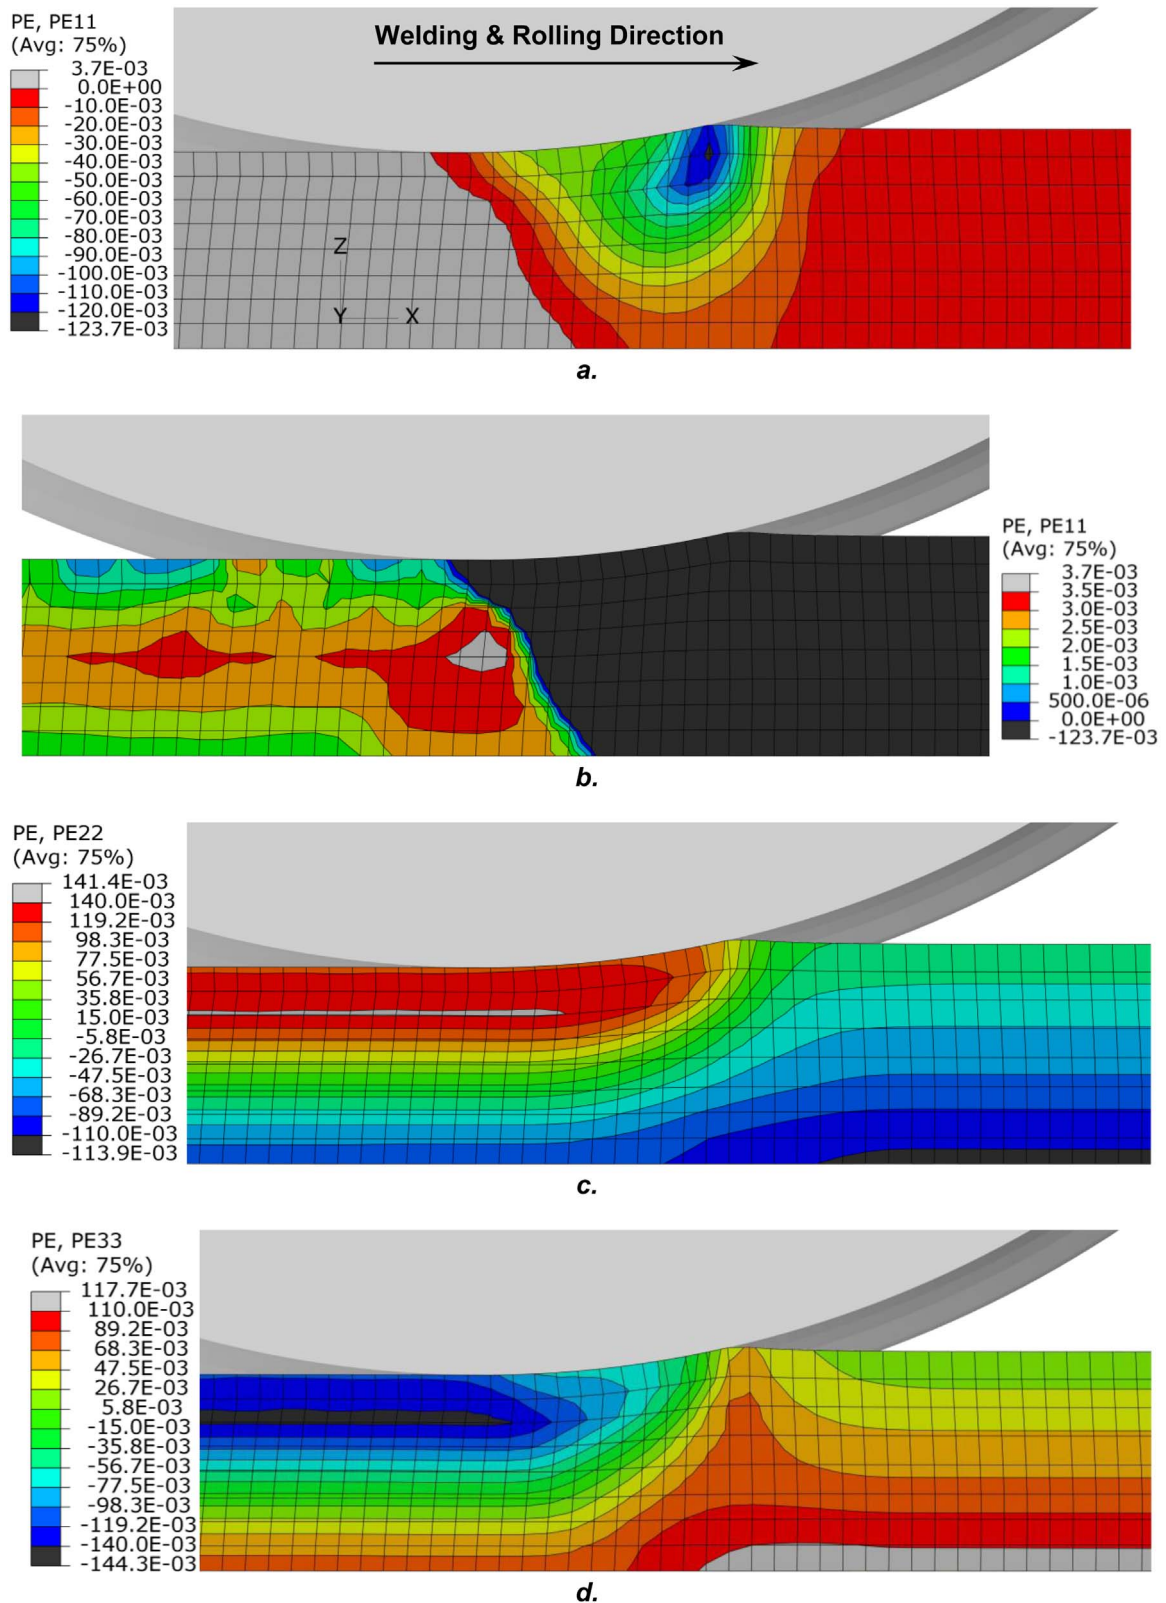 PE, PE11
(Avg: 75%)
3.7E-03
0.0E+00
-10.0E-03
-20.0E-03
-30.0E-03
-40.0E-03
-50.0E-03
-60.0E-03
-70.0E-03
-80.0E-03
-90.0E-03
-100.0E-03
-110.0E-03
-120.0E-03
-123.7E-03
Welding & Rolling Direction
Z
Y X
a.
PE, PE11
(Avg: 75%)
3.7E-03
3.5E-03
3.0E-03
2.5E-03
2.0E-03
1.5E-03
1.0E-03
500.0E-06
0.0E+00
-123.7E-03
b.
PE, PE22
(Avg: 75%)
141.4E-03
140.0E-03
119.2E-03
98.3E-03
77.5E-03
56.7E-03
35.8E-03
15.0E-03
-5.8E-03
-26.7E-03
-47.5E-03
-68.3E-03
-89.2E-03
-110.0E-03
-113.9E-03
c.
PE, PE33
(Avg: 75%)
117.7E-03
110.0E-03
89.2E-03
68.3E-03
47.5E-03
26.7E-03
5.8E-03
-15.0E-03
-35.8E-03
-56.7E-03
-77.5E-03
-98.3E-03
-119.2E-03
-140.0E-03
-144.3E-03
d.